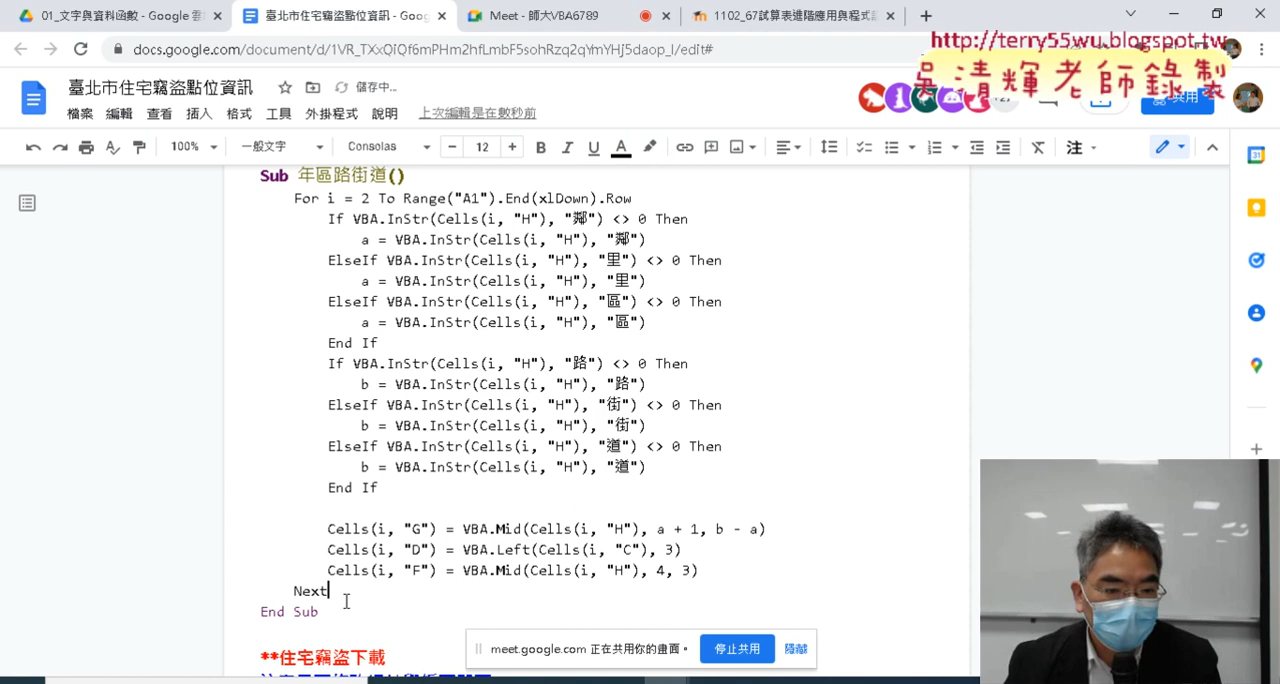 01_文字與資料函數 - Google 雲
臺北市住宅竊盜點位資訊 - Goog
Meet - 師大VBA6789
1102_67試算表進階應用與程式
docs.google.com/document/d/1VR_TXxQIQf6mPHm2hfLmbF5sohRzq2qYmYHj5daop_I/edit#
http://terry55wu.blogspot.tw
吳清輝老師錄製
臺北市住宅竊盜點位資訊
儲存中…
共用
檔案 編輯 查看 插入 格式 工具 外掛程式 說明 上次編輯是在數秒前
100% 一般文字 Consolas 12 B I U A 注
Sub 年區路街道()
For i = 2 To Range("A1").End(xlDown).Row
If VBA.InStr(Cells(i, "H"), "鄰") <> 0 Then
a = VBA.InStr(Cells(i, "H"), "鄰")
ElseIf VBA.InStr(Cells(i, "H"), "里") <> 0 Then
a = VBA.InStr(Cells(i, "H"), "里")
ElseIf VBA.InStr(Cells(i, "H"), "區") <> 0 Then
a = VBA.InStr(Cells(i, "H"), "區")
End If
If VBA.InStr(Cells(i, "H"), "路") <> 0 Then
b = VBA.InStr(Cells(i, "H"), "路")
ElseIf VBA.InStr(Cells(i, "H"), "街") <> 0 Then
b = VBA.InStr(Cells(i, "H"), "街")
ElseIf VBA.InStr(Cells(i, "H"), "道") <> 0 Then
b = VBA.InStr(Cells(i, "H"), "道")
End If
Cells(i, "G") = VBA.Mid(Cells(i, "H"), a + 1, b - a)
Cells(i, "D") = VBA.Left(Cells(i, "C"), 3)
Cells(i, "F") = VBA.Mid(Cells(i, "H"), 4, 3)
Next
End Sub
**住宅竊盜下載
meet.google.com 正在共用你的畫面。 停止共用 隱藏